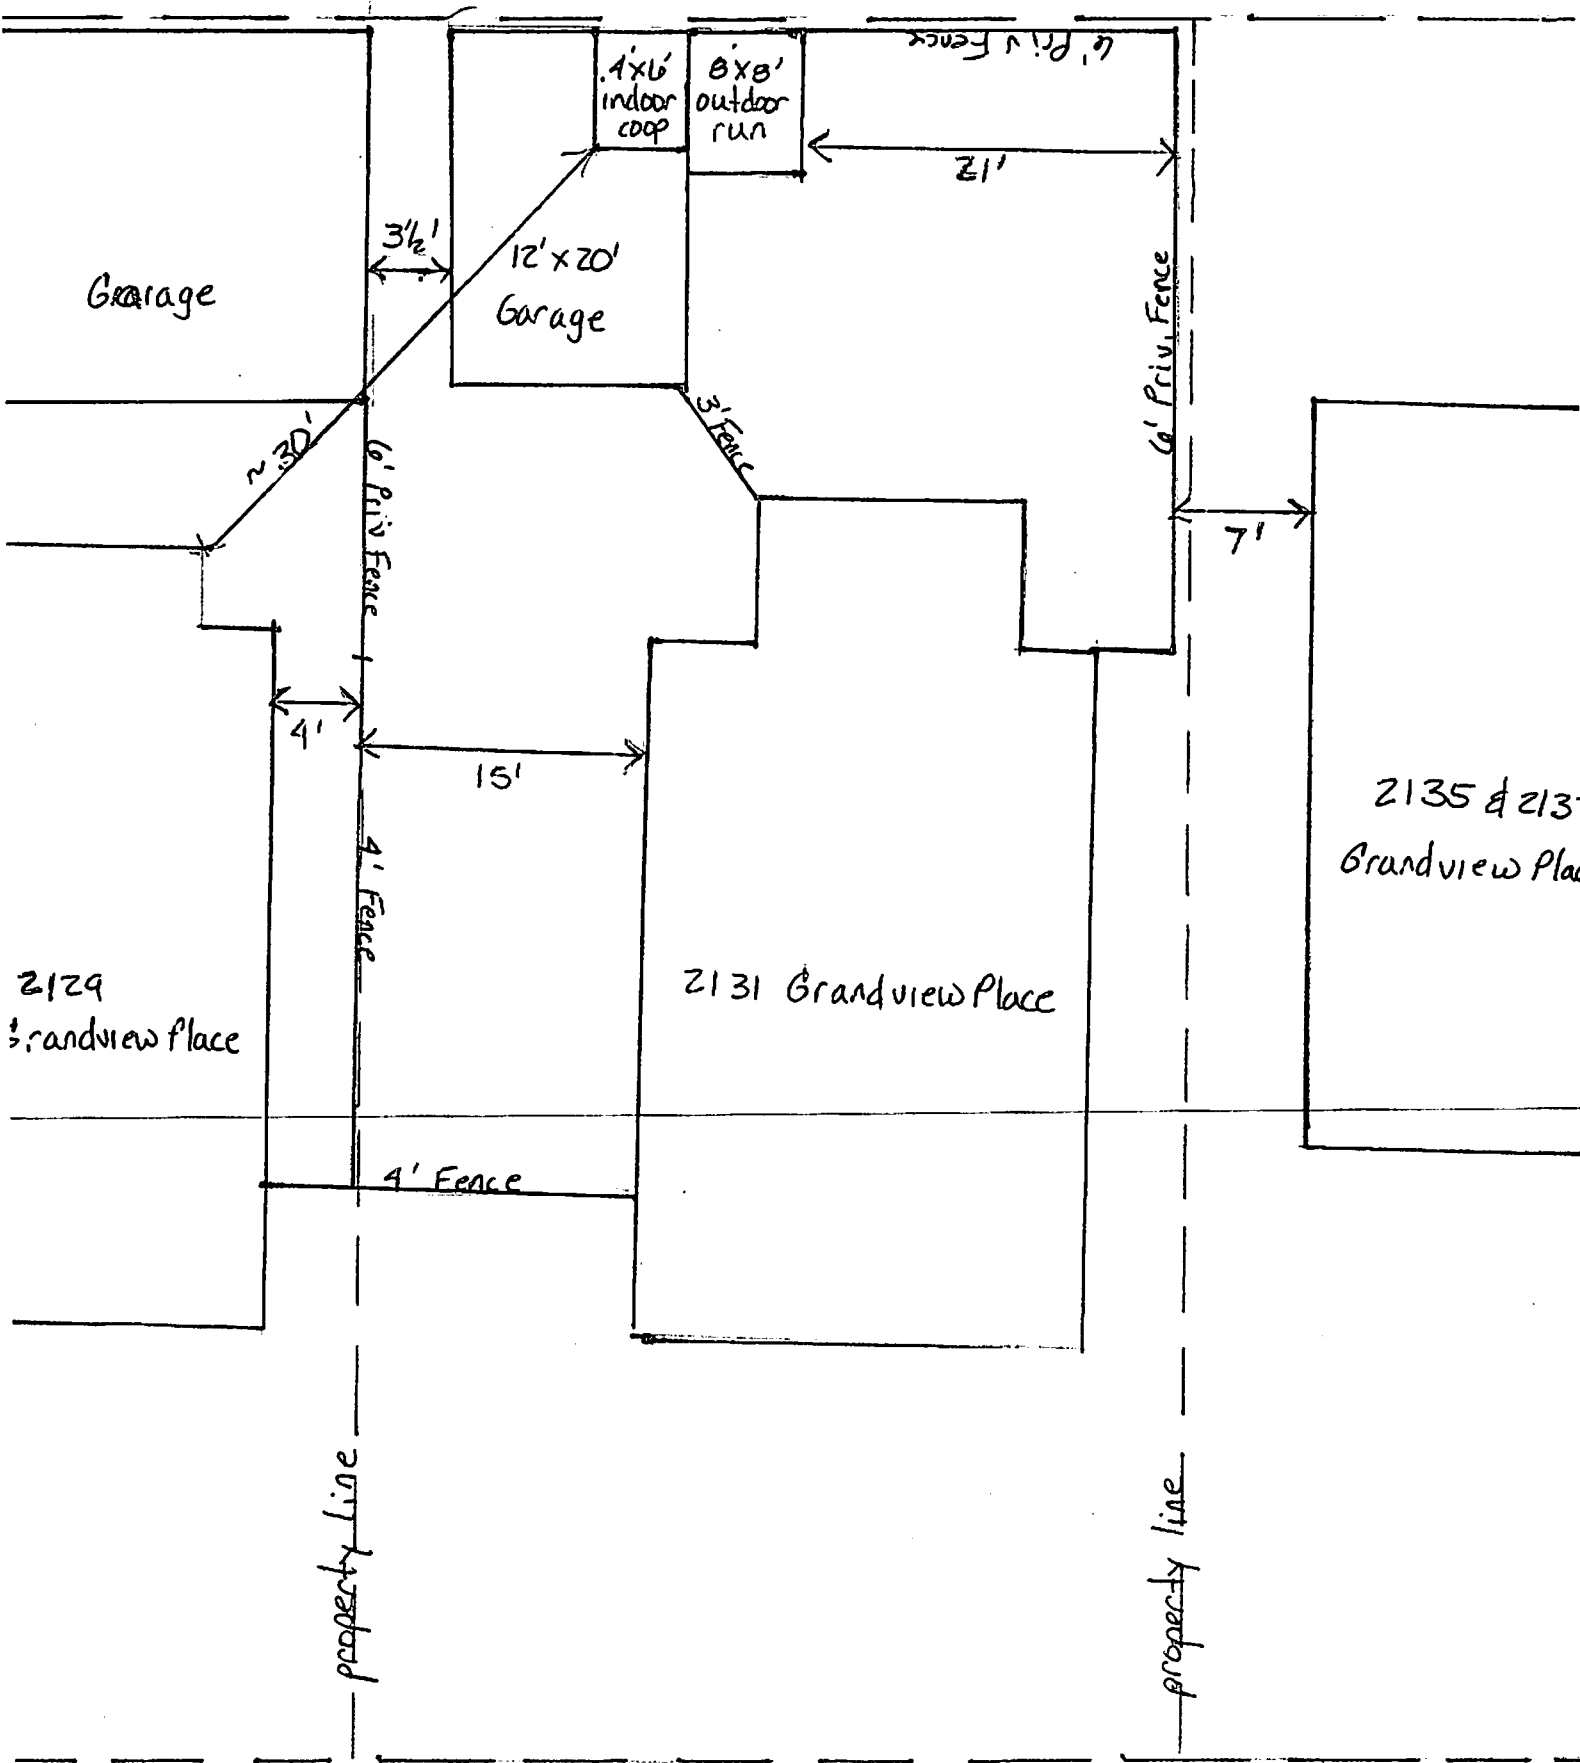 6' Priv Fence
4'x6'
indoor
coop
8'x8'
outdoor
run
21'
3½'
12'x20'
Garage
Garage
6' Priv. Fence
3' Fence
~30'
6' Priv Fence
7'
4'
15'
2135 & 213
Grandview Plac
4' Fence
2129
Grandview Place
2131 Grandview Place
4' Fence
property line
property line